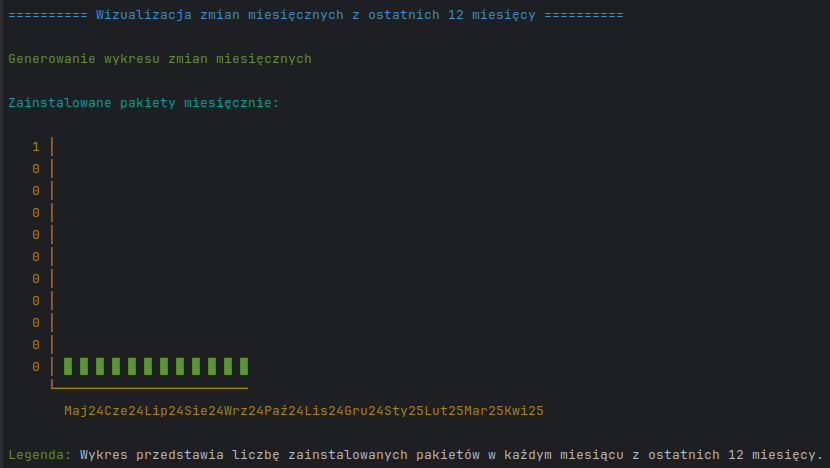 ========== Wizualizacja zmian miesięcznych z ostatnich 12 miesięcy ==========
Generowanie wykresu zmian miesięcznych
Zainstalowane pakiety miesięcznie:
1
0
0
0
0
0
0
0
0
0
0
Maj24Cze24Lip24Sie24Wrz24Paź24Lis24Gru24Sty25Lut25Mar25Kwi25
Legenda: Wykres przedstawia liczbę zainstalowanych pakietów w każdym miesiącu z ostatnich 12 miesięcy.